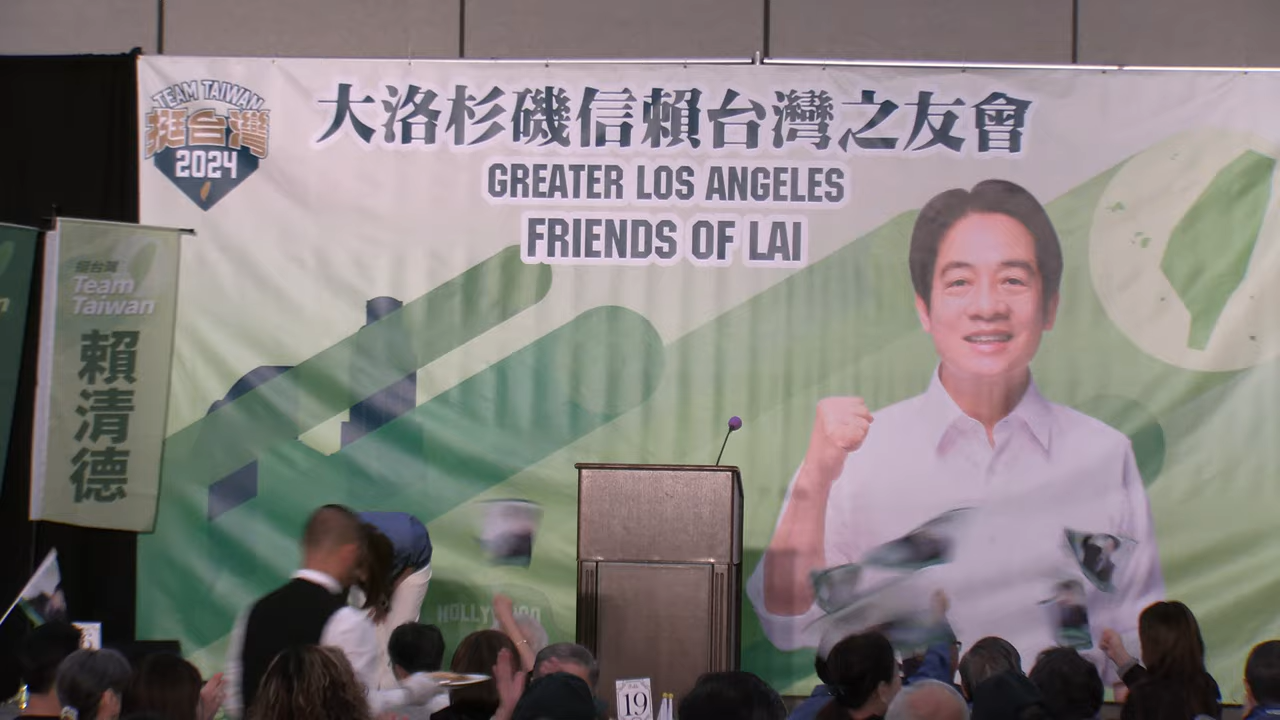 TEAM TAIWAN
挺台灣
2024
大洛杉磯信賴台灣之友會
GREATER LOS ANGELES
FRIENDS OF LAI
挺台灣
Team
Taiwan
賴清德
19